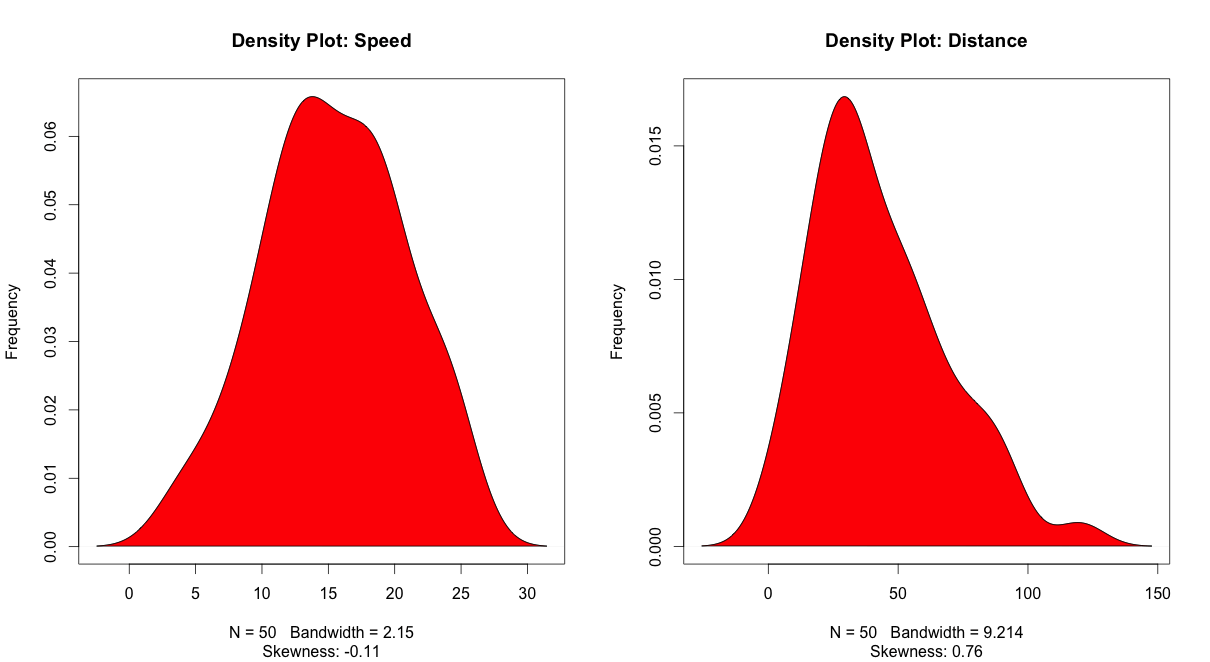 Density Plot: Speed
Frequency
0.00 0.01 0.02 0.03 0.04 0.05 0.06
0 5 10 15 20 25 30
N = 50 Bandwidth = 2.15
Skewness: -0.11
Density Plot: Distance
Frequency
0.000 0.005 0.010 0.015
0 50 100 150
N = 50 Bandwidth = 9.214
Skewness: 0.76